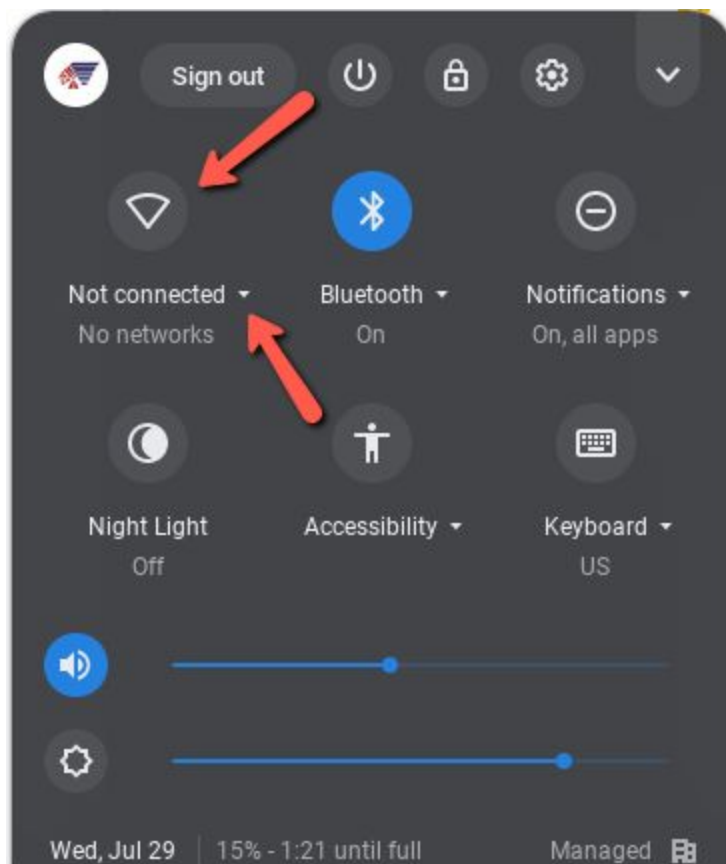 Sign out
Not connected Bluetooth Notifications
No networks On On, all apps
Night Light Accessibility Keyboard
Off US
Wed, Jul 29 15% - 1:21 until full Managed